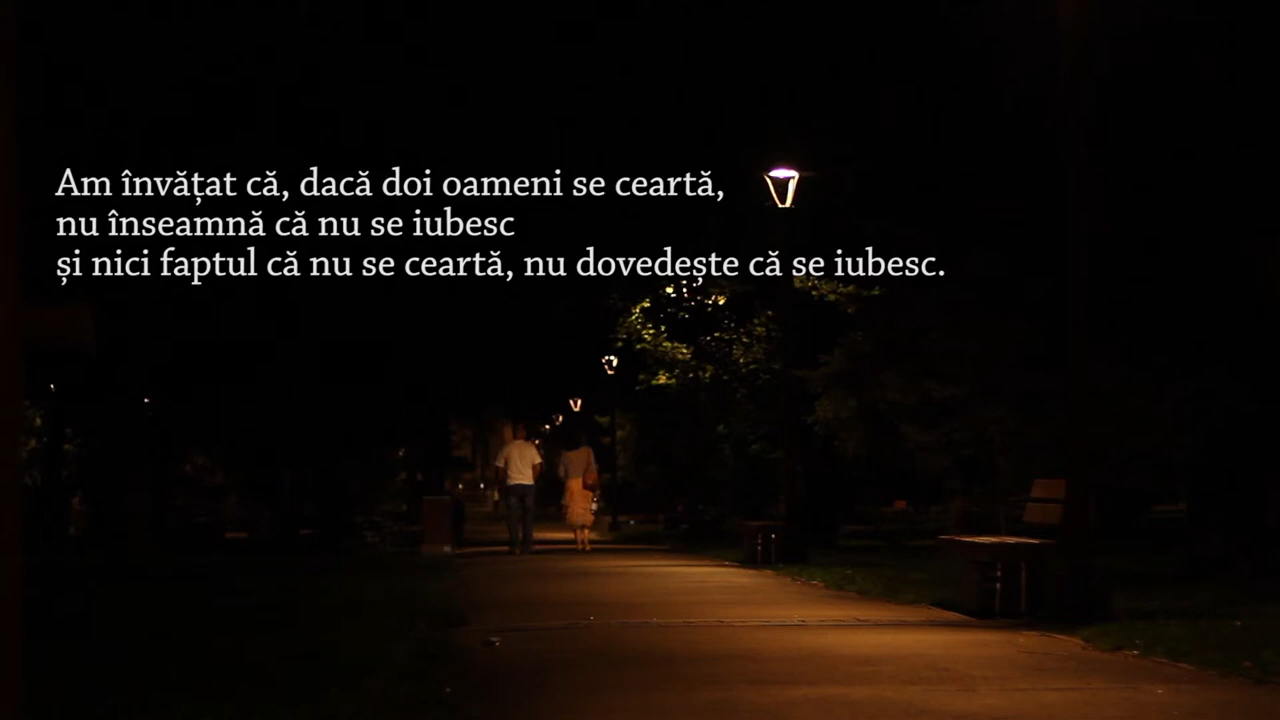 Am învățat că, dacă doi oameni se ceartă,
nu înseamnă că nu se iubesc
și nici faptul că nu se ceartă, nu dovedește că se iubesc.